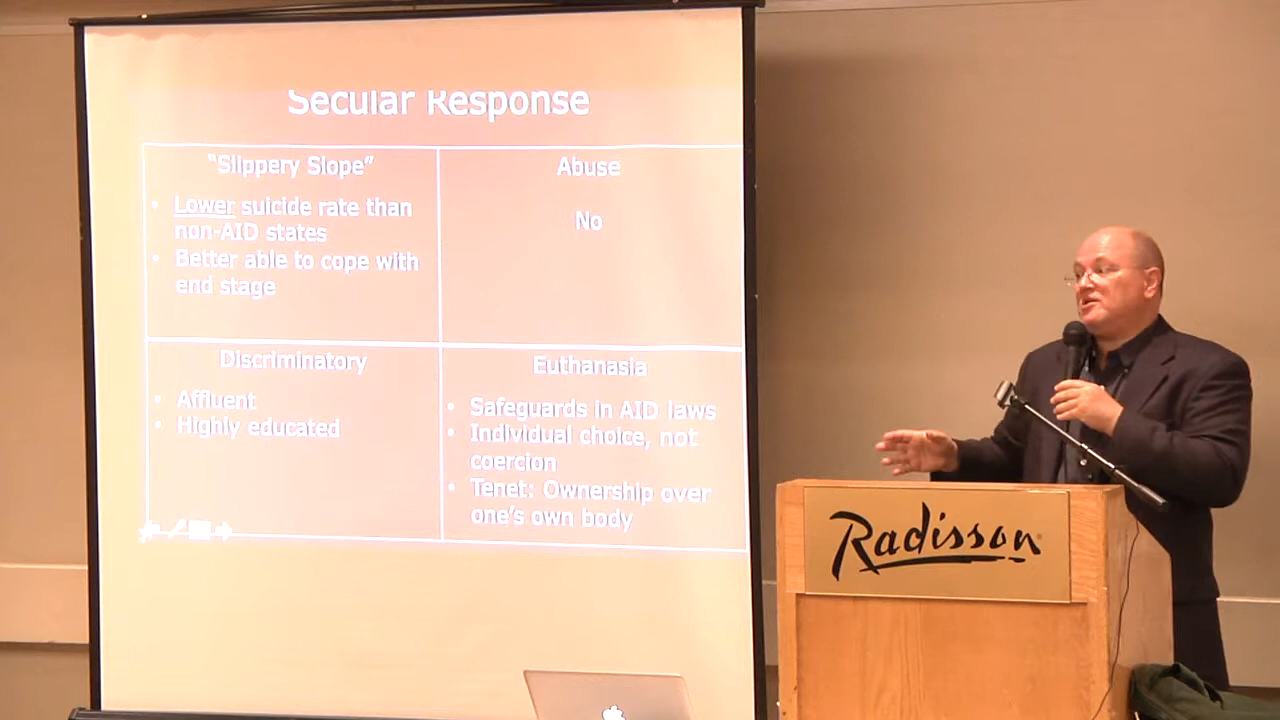 Secular Response
"Slippery Slope"
• Lower suicide rate than
non-AID states
• Better able to cope with
end stage
Abuse
No
Discriminatory
• Affluent
• Highly educated
Euthanasia
• Safeguards in AID laws
• Individual choice, not
coercion
• Tenet: Ownership over
one's own body
Radisson